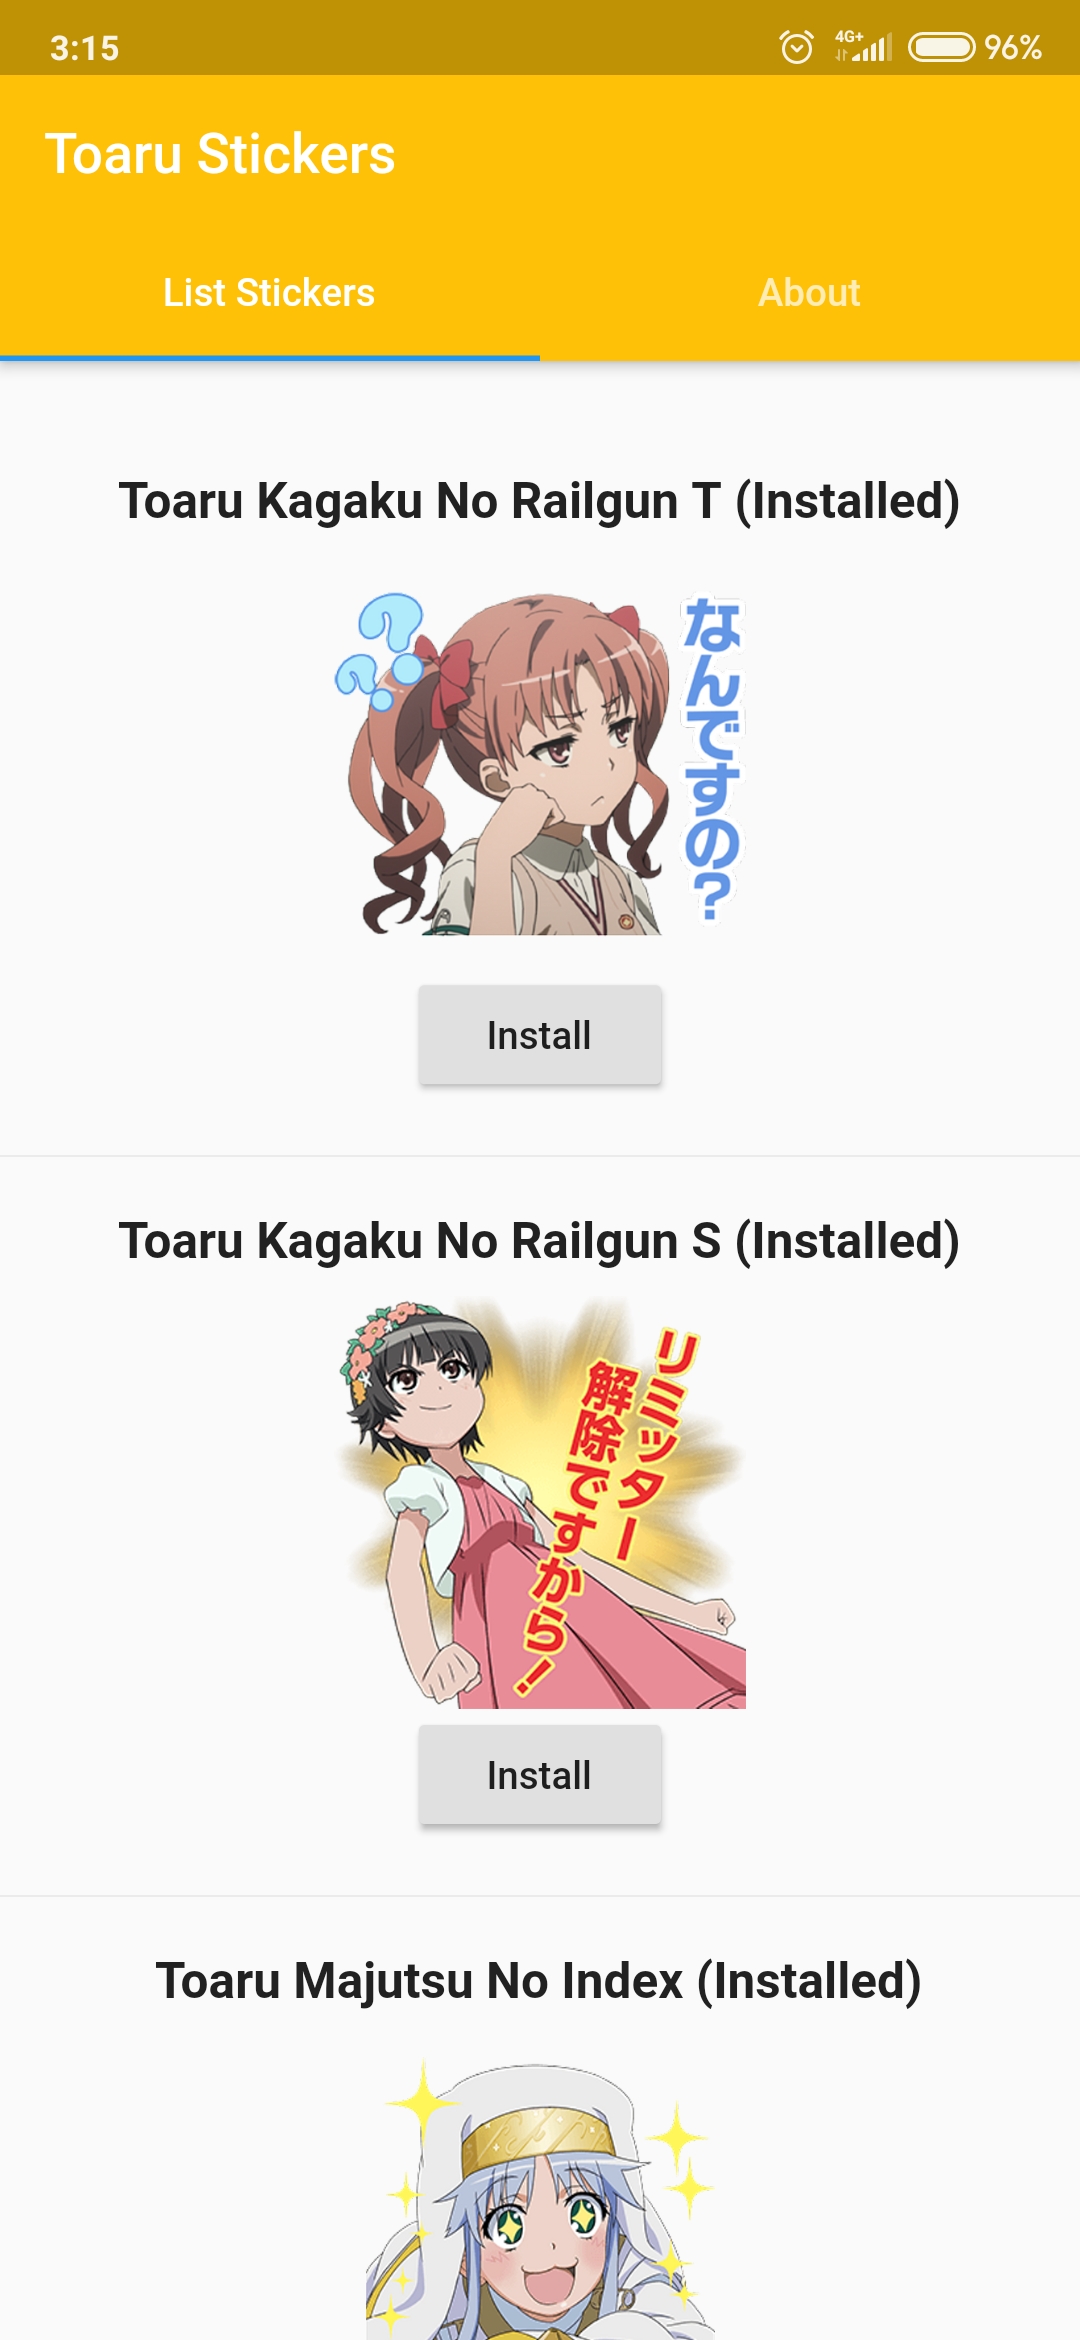 3:15
4G+
96%
Toaru Stickers
List Stickers
About
Toaru Kagaku No Railgun T (Installed)
なんですの?
Install
Toaru Kagaku No Railgun S (Installed)
リミッター
解除ですから!
Install
Toaru Majutsu No Index (Installed)